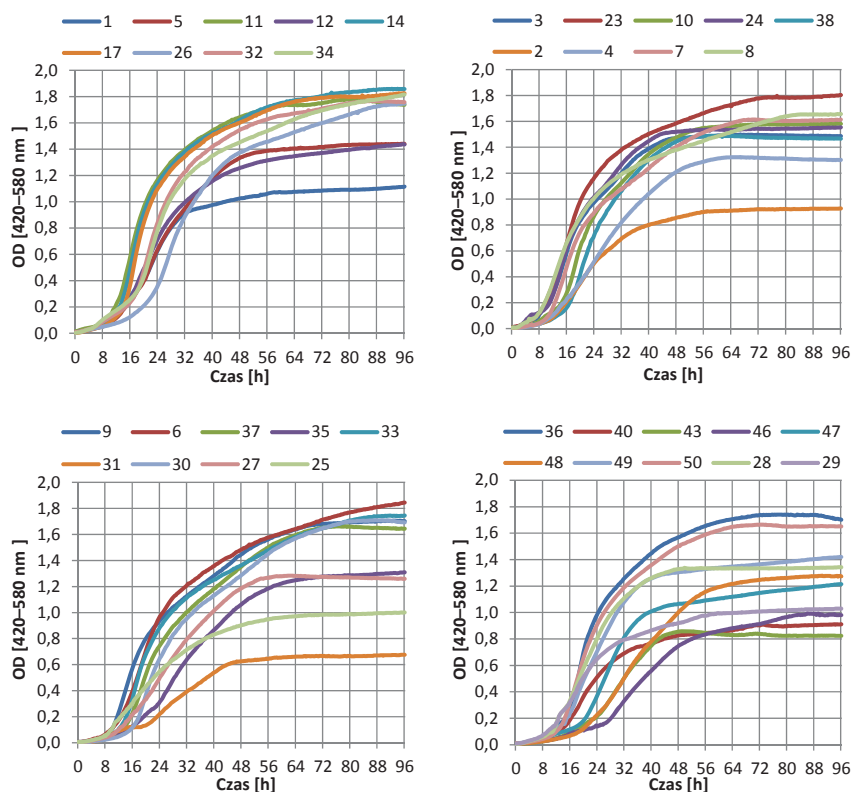 1 5 11 12 14
17 26 32 34
2,0
1,8
1,6
1,4
1,2
1,0
0,8
0,6
0,4
0,2
0,0
OD [420–580 nm]
0 8 16 24 32 40 48 56 64 72 80 88 96
Czas [h]
3 23 10 24 38
2 4 7 8
2,0
1,8
1,6
1,4
1,2
1,0
0,8
0,6
0,4
0,2
0,0
OD [420–580 nm]
0 8 16 24 32 40 48 56 64 72 80 88 96
Czas [h]
9 6 37 35 33
31 30 27 25
2,0
1,8
1,6
1,4
1,2
1,0
0,8
0,6
0,4
0,2
0,0
OD [420–580 nm ]
0 8 16 24 32 40 48 56 64 72 80 88 96
Czas [h]
36 40 43 46 47
48 49 50 28 29
2,0
1,8
1,6
1,4
1,2
1,0
0,8
0,6
0,4
0,2
0,0
OD [420–580 nm ]
0 8 16 24 32 40 48 56 64 72 80 88 96
Czas [h]